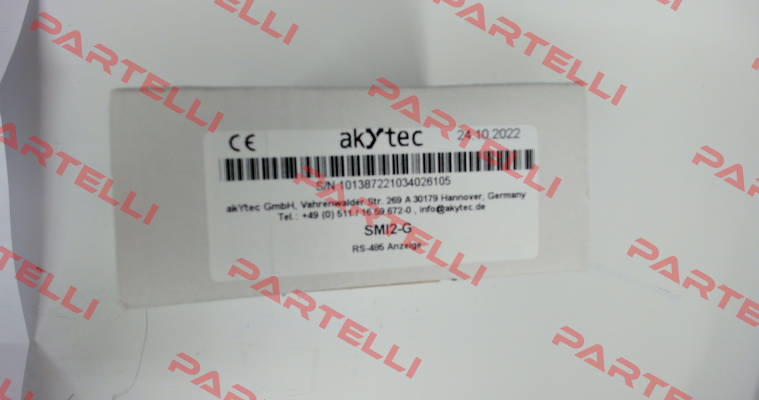 PARTELLI
PARTELLI
PARTELLI
PARTELLI
CE akYtec 24.10.2022
S/N 101387221034026105
akYtec GmbH, Vahrenwalder Str. 269 A 30179 Hannover, Germany
Tel.: +49 (0) 511 / 16 59 672-0 , info@akytec.de
SMI2-G
RS-485 Anzeige
PARTELLI
PARTELLI
PARTELLI
PARTELLI
PARTELLI
PARTELLI